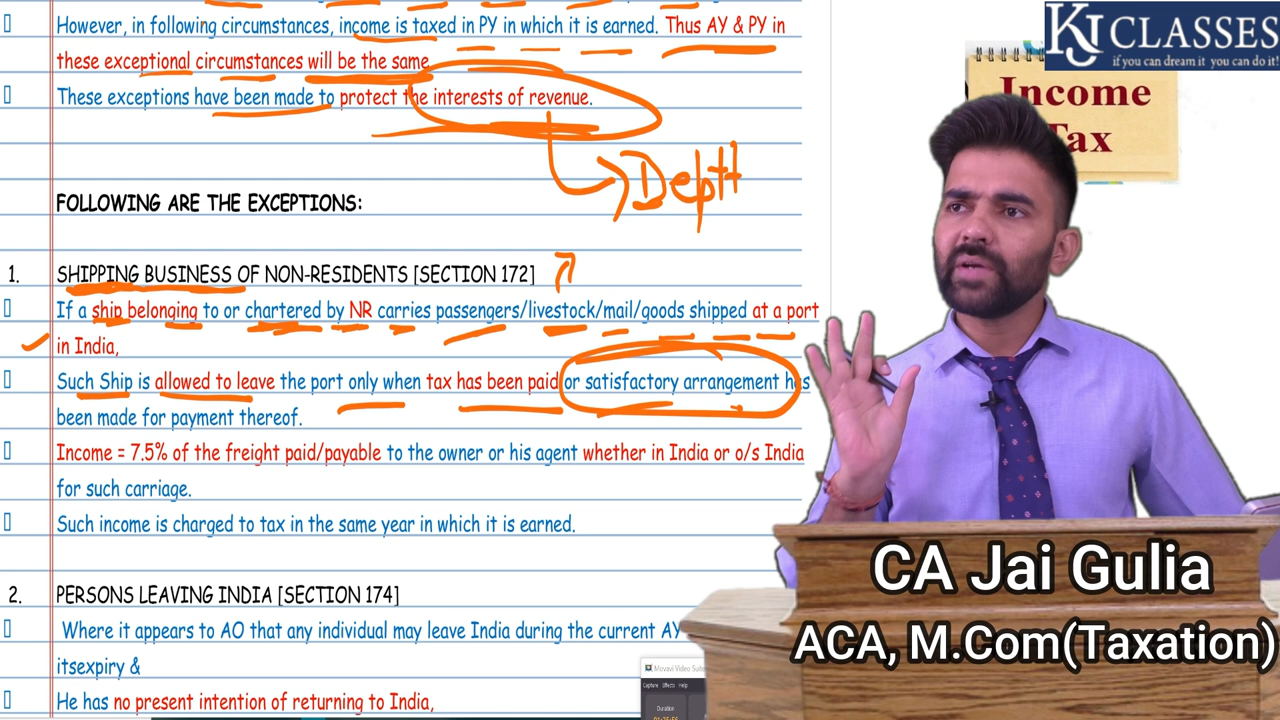 However, in following circumstances, income is taxed in PY in which it is earned. Thus AY & PY in
these exceptional circumstances will be the same
These exceptions have been made to protect the interests of revenue.
Deptt
FOLLOWING ARE THE EXCEPTIONS:
1. SHIPPING BUSINESS OF NON-RESIDENTS [SECTION 172]
If a ship belonging to or chartered by NR carries passengers/livestock/mail/goods shipped at a port
in India,
Such Ship is allowed to leave the port only when tax has been paid or satisfactory arrangement has
been made for payment thereof.
Income = 7.5% of the freight paid/payable to the owner or his agent whether in India or o/s India
for such carriage.
Such income is charged to tax in the same year in which it is earned.
2. PERSONS LEAVING INDIA [SECTION 174]
Where it appears to AO that any individual may leave India during the current AY
itsexpiry &
He has no present intention of returning to India,
KJ CLASSES
if you can dream it you can do it!
Income
Tax
CA Jai Gulia
ACA, M.Com(Taxation)
Movavi Video Suite
Capture Effects Help
Duration